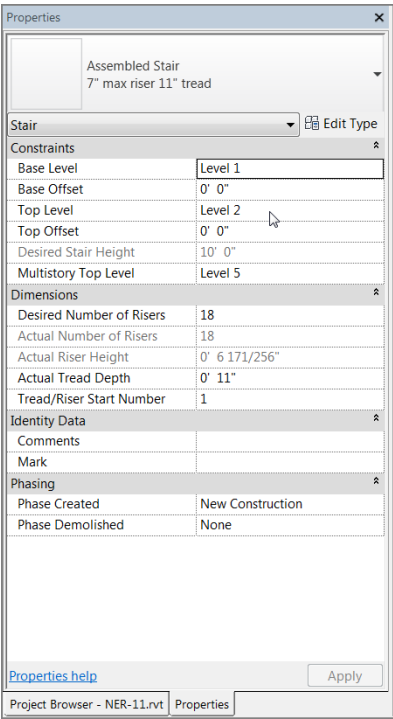 Properties
Assembled Stair
7" max riser 11" tread
Stair Edit Type
Constraints
Base Level Level 1
Base Offset 0' 0"
Top Level Level 2
Top Offset 0' 0"
Desired Stair Height 10' 0"
Multistory Top Level Level 5
Dimensions
Desired Number of Risers 18
Actual Number of Risers 18
Actual Riser Height 0' 6 171/256"
Actual Tread Depth 0' 11"
Tread/Riser Start Number 1
Identity Data
Comments
Mark
Phasing
Phase Created New Construction
Phase Demolished None
Properties help Apply
Project Browser - NER-11.rvt Properties